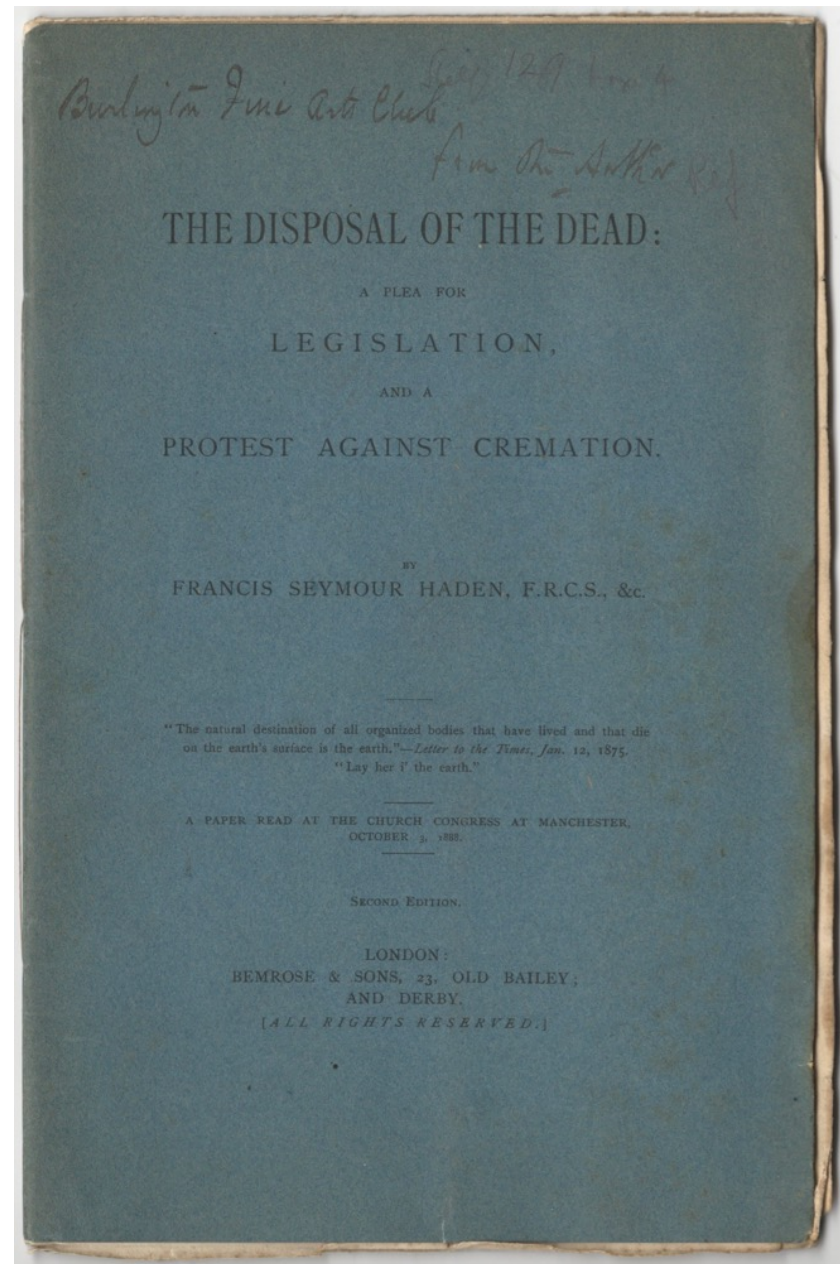 Burlington Fine Arts Club
from the Author
THE DISPOSAL OF THE DEAD:
A PLEA FOR
LEGISLATION,
AND A
PROTEST AGAINST CREMATION.
BY
FRANCIS SEYMOUR HADEN, F.R.C.S., &c.
"The natural destination of all organized bodies that have lived and that die
on the earth's surface is the earth."—Letter to the Times, Jan. 12, 1875.
"Lay her i' the earth."
A PAPER READ AT THE CHURCH CONGRESS AT MANCHESTER,
OCTOBER 3, 1888.
SECOND EDITION.
LONDON:
BEMROSE & SONS, 23, OLD BAILEY;
AND DERBY.
[ALL RIGHTS RESERVED.]